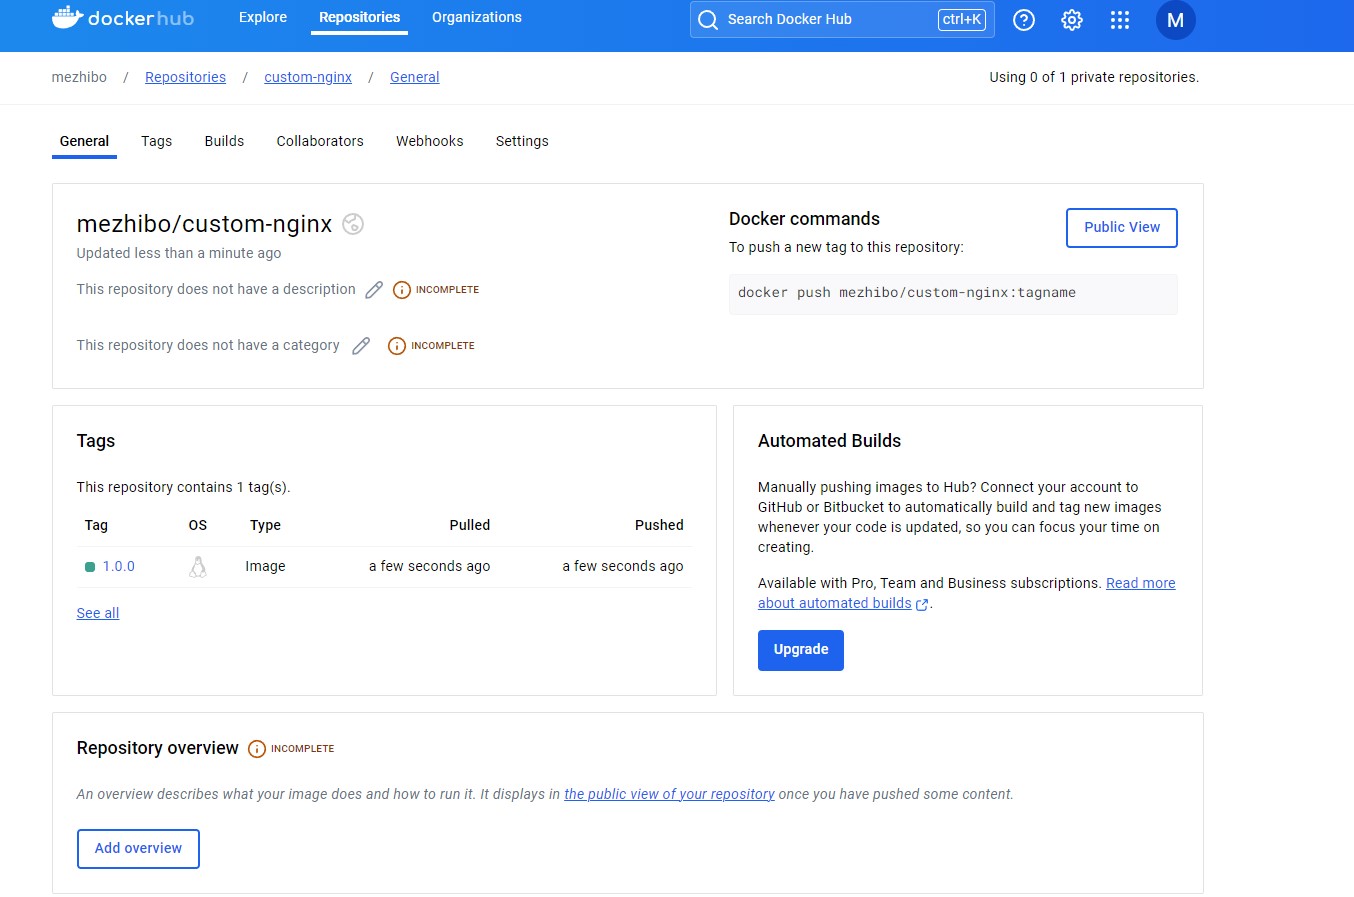 dockerhub Explore Repositories Organizations Search Docker Hub ctrl+K M
mezhibo / Repositories / custom-nginx / General Using 0 of 1 private repositories.
General Tags Builds Collaborators Webhooks Settings
mezhibo/custom-nginx
Updated less than a minute ago
This repository does not have a description INCOMPLETE
This repository does not have a category INCOMPLETE
Docker commands
To push a new tag to this repository:
Public View
docker push mezhibo/custom-nginx:tagname
Tags
This repository contains 1 tag(s).
Tag OS Type Pulled Pushed
1.0.0 Image a few seconds ago a few seconds ago
See all
Automated Builds
Manually pushing images to Hub? Connect your account to
GitHub or Bitbucket to automatically build and tag new images
whenever your code is updated, so you can focus your time on
creating.
Available with Pro, Team and Business subscriptions. Read more
about automated builds .
Upgrade
Repository overview INCOMPLETE
An overview describes what your image does and how to run it. It displays in the public view of your repository once you have pushed some content.
Add overview